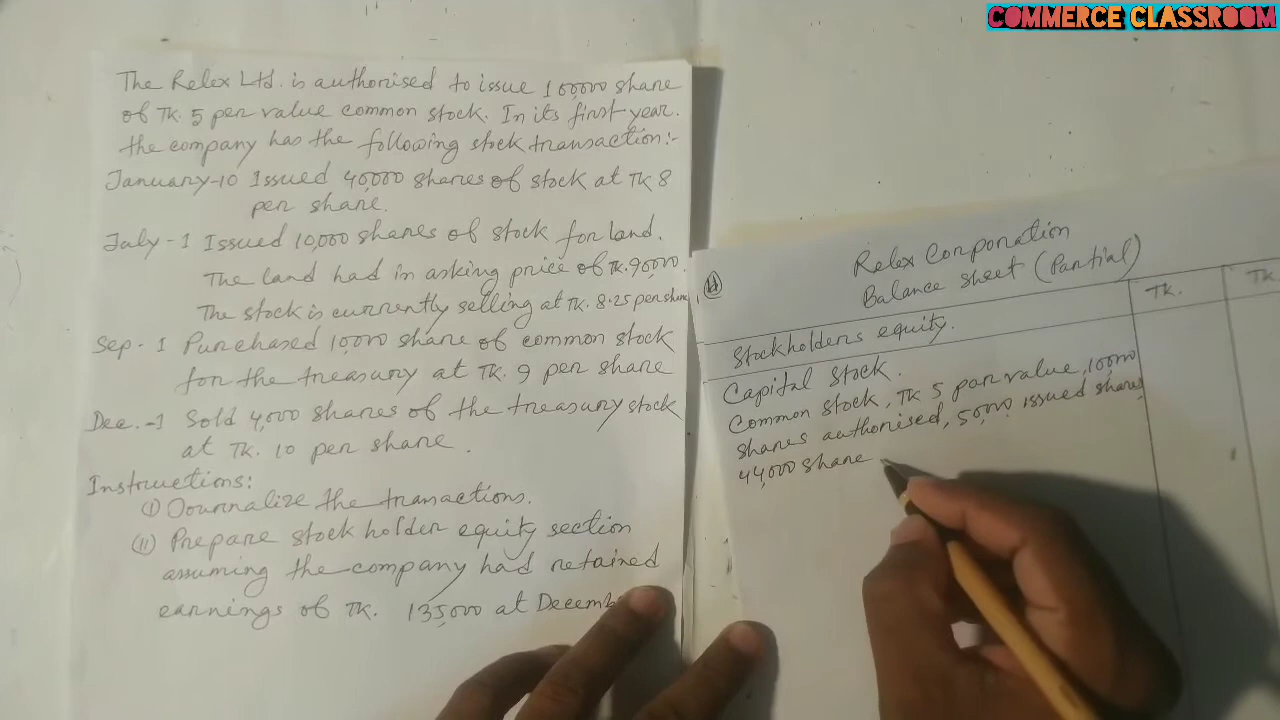 COMMERCE CLASSROOM
The Relex Ltd. is authorised to issue 100,000 share
of TK. 5 per value common stock. In its first year.
the company has the following stock transaction:-
January-10 Issued 40,000 shares of stock at TK 8
per share.
July-1 Issued 10,000 shares of stock for land.
The land had in asking price of TK. 90,000.
The stock is currently selling at TK. 8.25 per share
Sep-1 Purchased 10,000 share of common stock
for the treasury at TK. 9 per share
Dec.-1 Sold 4,000 shares of the treasury stock
at TK. 10 per share.
Instructions:
(i) Journalize the transactions.
(ii) Prepare stock holder equity section
assuming the company had retained
earnings of TK. 135,000 at Decemb
Relex Corporation
Balance sheet (Partial)
TK. TK
Stockholders equity.
Capital stock.
Common stock, TK 5 par value, 100,000
shares authorised, 50,000 issued shares
44,000 share